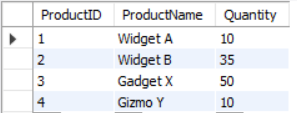 ProductID ProductName Quantity
1 Widget A 10
2 Widget B 35
3 Gadget X 50
4 Gizmo Y 10